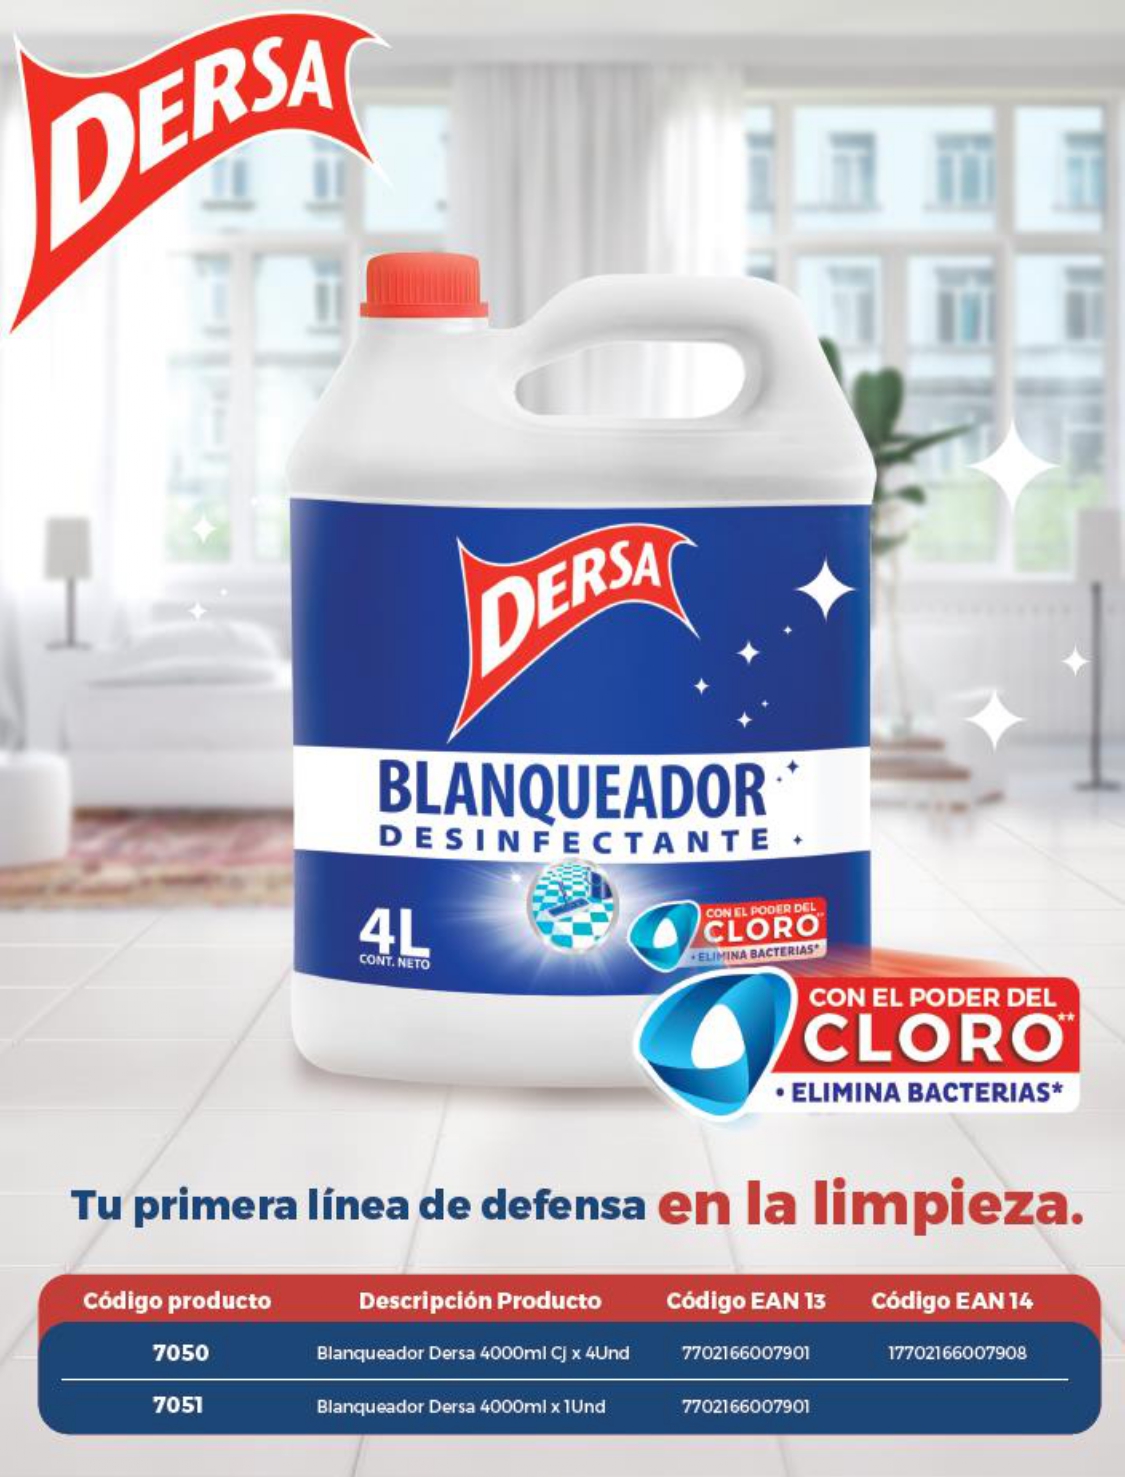 DERSA
DERSA
BLANQUEADOR
DESINFECTANTE
4L
CONT. NETO
CON EL PODER DEL
CLORO**
• ELIMINA BACTERIAS*
CON EL PODER DEL
CLORO**
• ELIMINA BACTERIAS*
Tu primera línea de defensa en la limpieza.
Código producto Descripción Producto Código EAN 13 Código EAN 14
7050 Blanqueador Dersa 4000ml Cj x 4Und 7702166007901 17702166007908
7051 Blanqueador Dersa 4000ml x 1Und 7702166007901